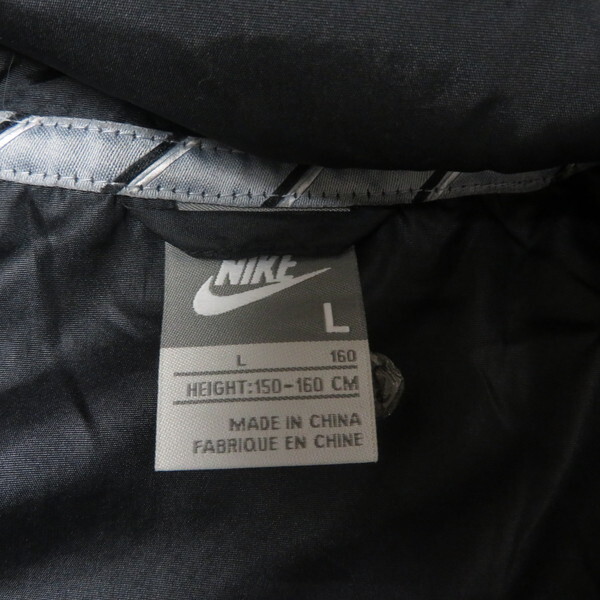 NIKE
L
L 160
HEIGHT:150-160 CM
MADE IN CHINA
FABRIQUE EN CHINE